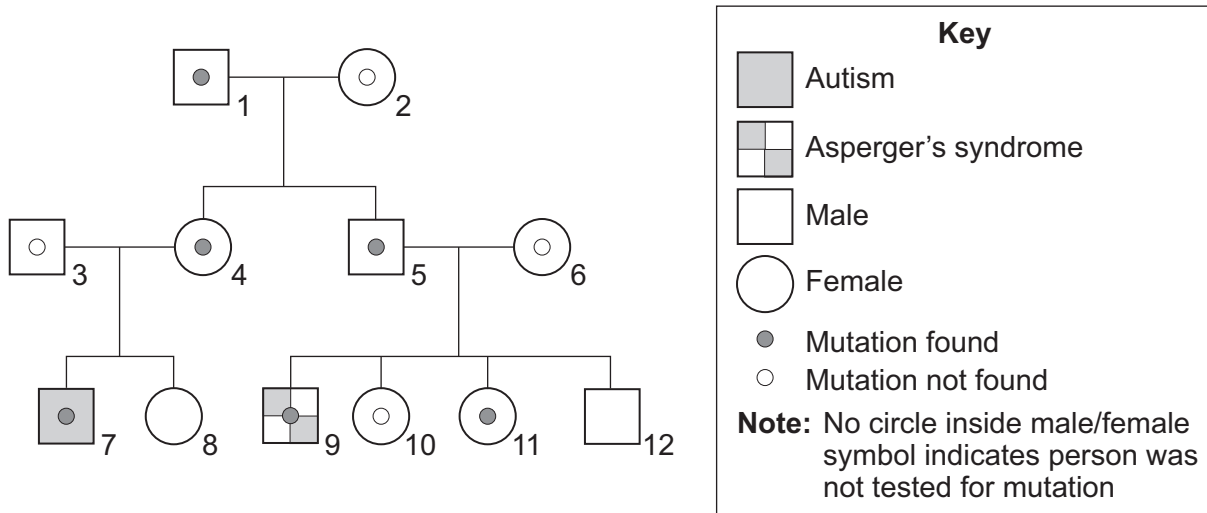 1
2
3
4
5
6
7
8
9
10
11
12
Key
Autism
Asperger's syndrome
Male
Female
Mutation found
Mutation not found
Note: No circle inside male/female
symbol indicates person was
not tested for mutation